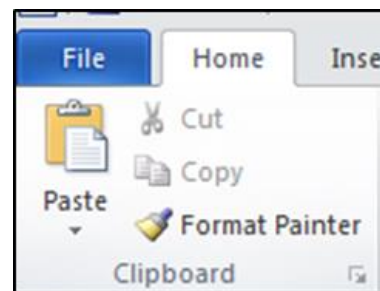 File Home Inse
Cut
Copy
Paste
Format Painter
Clipboard